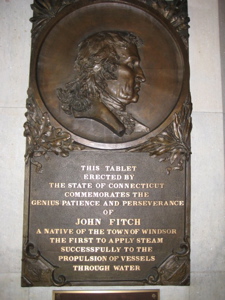 THIS TABLET
ERECTED BY
THE STATE OF CONNECTICUT
COMMEMORATES THE
GENIUS PATIENCE AND PERSEVERANCE
OF
JOHN FITCH
A NATIVE OF THE TOWN OF WINDSOR
THE FIRST TO APPLY STEAM
SUCCESSFULLY TO THE
PROPULSION OF VESSELS
THROUGH WATER